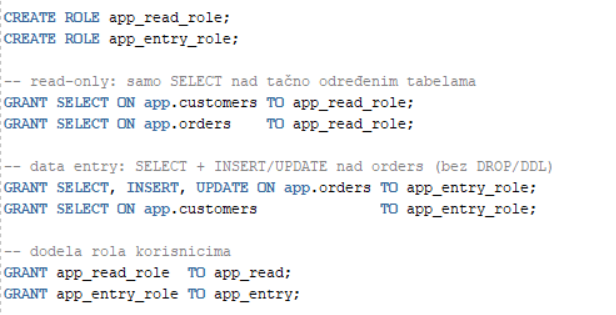 CREATE ROLE app_read_role;
CREATE ROLE app_entry_role;
-- read-only: samo SELECT nad tačno određenim tabelama
GRANT SELECT ON app.customers TO app_read_role;
GRANT SELECT ON app.orders    TO app_read_role;
-- data entry: SELECT + INSERT/UPDATE nad orders (bez DROP/DDL)
GRANT SELECT, INSERT, UPDATE ON app.orders TO app_entry_role;
GRANT SELECT ON app.customers              TO app_entry_role;
-- dodela rola korisnicima
GRANT app_read_role  TO app_read;
GRANT app_entry_role TO app_entry;